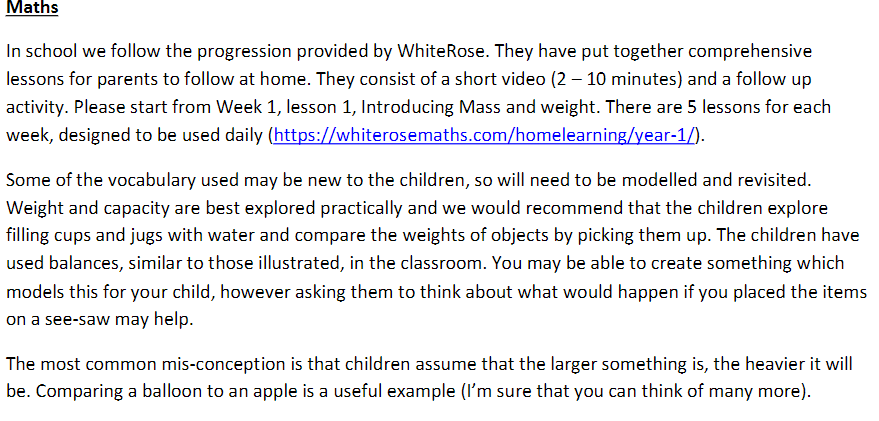 Maths
In school we follow the progression provided by WhiteRose. They have put together comprehensive
lessons for parents to follow at home. They consist of a short video (2 – 10 minutes) and a follow up
activity. Please start from Week 1, lesson 1, Introducing Mass and weight. There are 5 lessons for each
week, designed to be used daily (https://whiterosemaths.com/homelearning/year-1/).
Some of the vocabulary used may be new to the children, so will need to be modelled and revisited.
Weight and capacity are best explored practically and we would recommend that the children explore
filling cups and jugs with water and compare the weights of objects by picking them up. The children have
used balances, similar to those illustrated, in the classroom. You may be able to create something which
models this for your child, however asking them to think about what would happen if you placed the items
on a see-saw may help.
The most common mis-conception is that children assume that the larger something is, the heavier it will
be. Comparing a balloon to an apple is a useful example (I’m sure that you can think of many more).